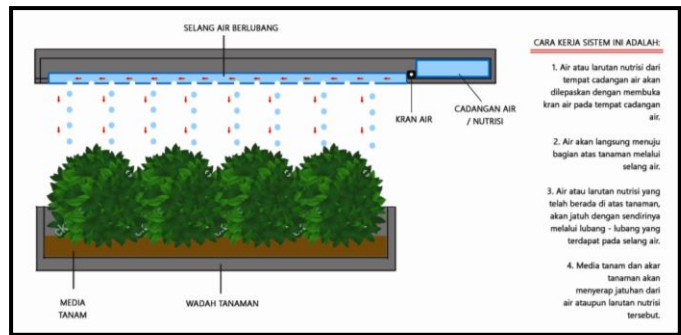 SELANG AIR BERLUBANG
KRAN AIR
CADANGAN AIR
/ NUTRISI
MEDIA
TANAM
WADAH TANAMAN
CARA KERJA SISTEM INI ADALAH:
1. Air atau larutan nutrisi dari
tempat cadangan air akan
dilepaskan dengan membuka
kran air pada tempat cadangan
air.
2. Air akan langsung menuju
bagian atas tanaman melalui
selang air.
3. Air atau larutan nutrisi yang
telah berada di atas tanaman,
akan jatuh dengan sendirinya
melalui lubang - lubang yang
terdapat pada selang air.
4. Media tanam dan akar
tanaman akan
menyerap jatuhan dari
air ataupun larutan nutrisi
tersebut.